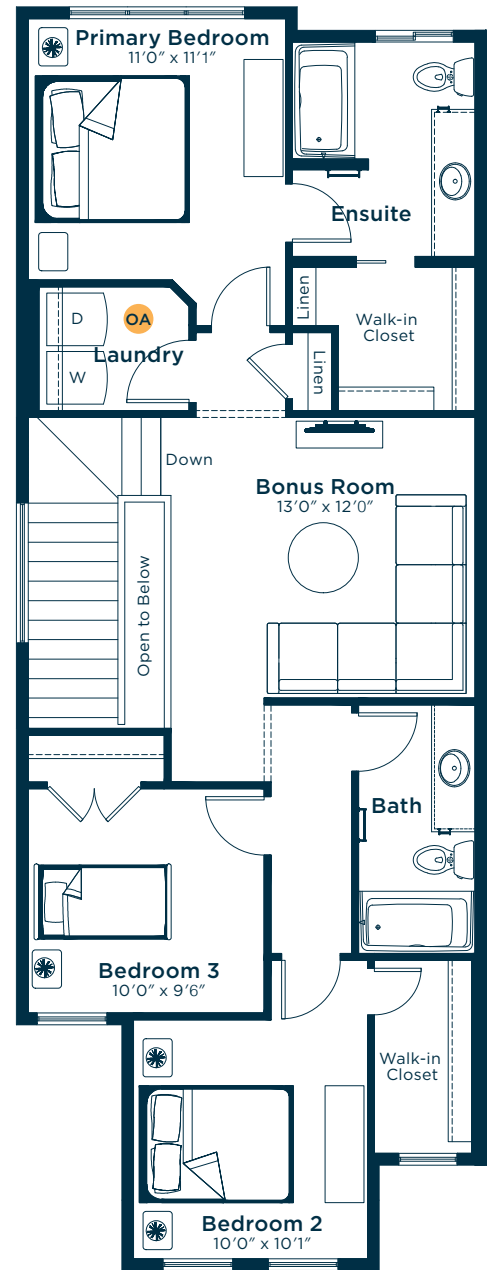 Primary Bedroom
11'0" x 11'1"
Ensuite
Linen
Walk-in
Closet
D
OA
Laundry
W
Linen
Down
Bonus Room
13'0" x 12'0"
Open to Below
Bath
Bedroom 3
10'0" x 9'6"
Walk-in
Closet
Bedroom 2
10'0" x 10'1"